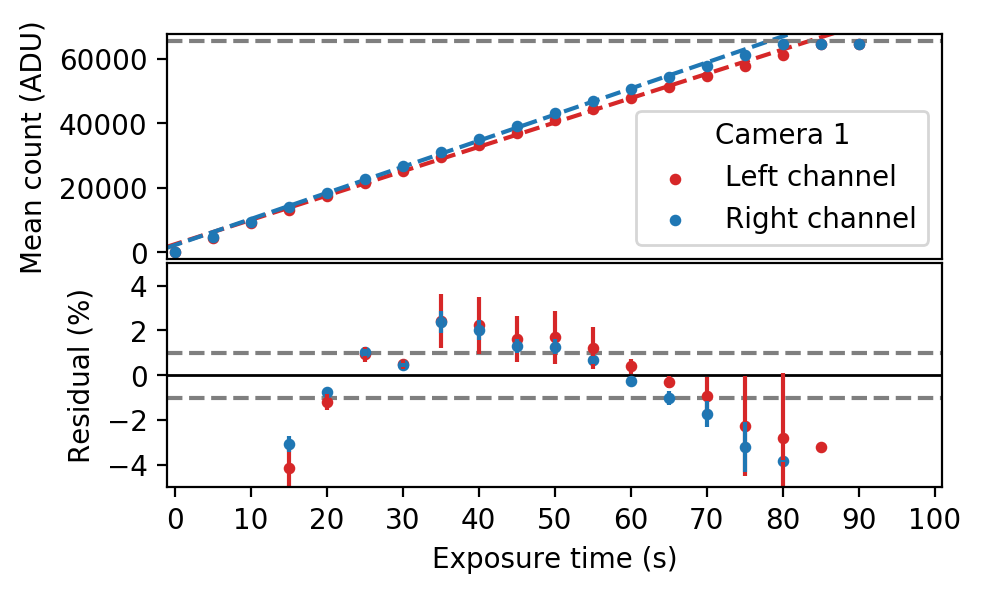 Mean count (ADU)
60000
40000
20000
0
Camera 1
Left channel
Right channel
Residual (%)
4
2
0
−2
−4
0 10 20 30 40 50 60 70 80 90 100
Exposure time (s)